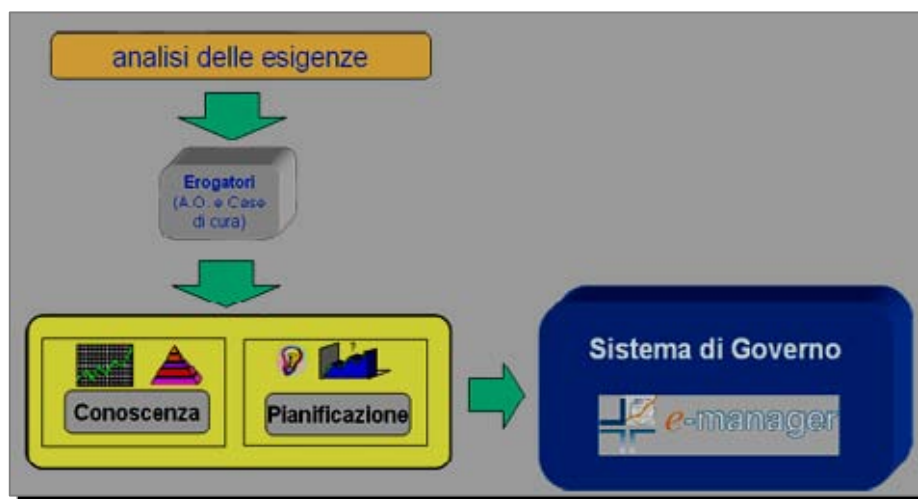 analisi delle esigenze
Erogatori
(A.O. e Case
di cura)
Conoscenza
Pianificazione
Sistema di Governo
e-manager